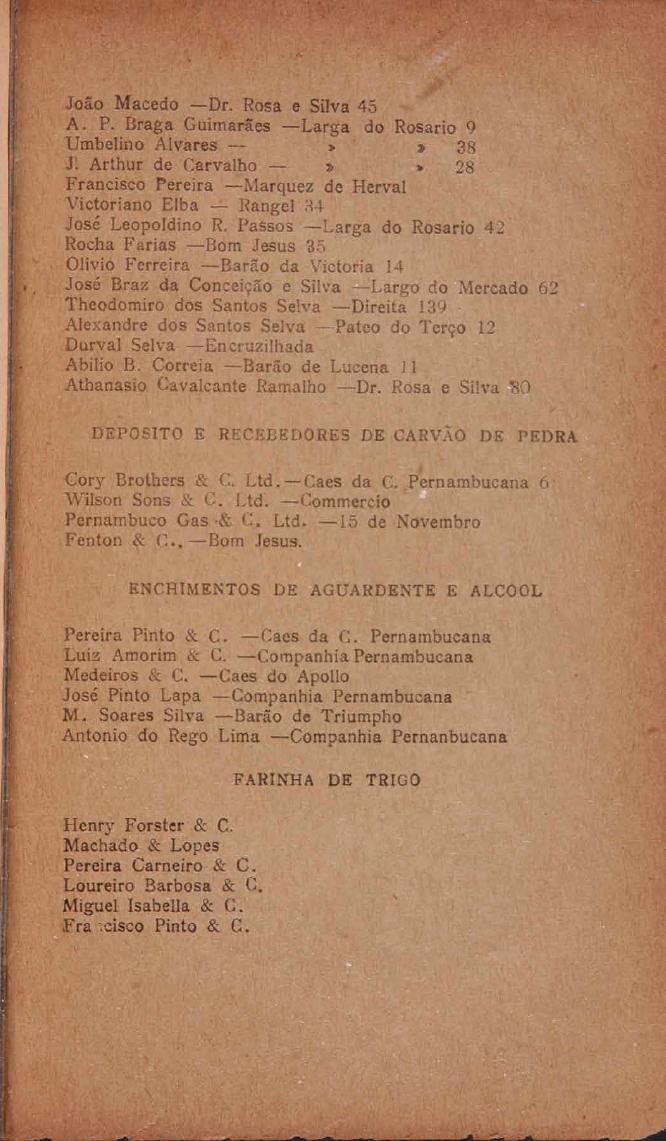 João Macedo —Dr. Rosa e Silva 45
A. P. Braga Guimarães —Larga do Rosario 9
Umbelino Alvares — » » 38
J. Arthur de Carvalho — » » 28
Francisco Pereira —Marquez de Herval
Victoriano Elba — Rangel 34
José Leopoldino R. Passos —Larga do Rosario 42
Rocha Farias —Bom Jesus 35
Olivio Ferreira —Barão da Victoria 14
José Braz da Conceição e Silva —Largo do Mercado 62
Theodomiro dos Santos Selva —Direita 139
Alexandre dos Santos Selva —Pateo do Terço 12
Durval Selva —Encruzilhada
Abilio B. Correia —Barão de Lucena 11
Athanasio Cavalcante Ramalho —Dr. Rosa e Silva 80
DEPOSITO E RECEBEDORES DE CARVÃO DE PEDRA
Cory Brothers & C. Ltd.—Caes da C. Pernambucana 6
Wilson Sons & C. Ltd. —Commercio
Pernambuco Gas & C. Ltd. —15 de Novembro
Fenton & C., —Bom Jesus.
ENCHIMENTOS DE AGUARDENTE E ALCOOL
Pereira Pinto & C. —Caes da C. Pernambucana
Luiz Amorim & C. —Companhia Pernambucana
Medeiros & C. —Caes do Apollo
José Pinto Lapa —Companhia Pernambucana
M. Soares Silva —Barão de Triumpho
Antonio do Rego Lima —Companhia Pernanbucana
FARINHA DE TRIGO
Henry Forster & C.
Machado & Lopes
Pereira Carneiro & C.
Loureiro Barbosa & C.
Miguel Isabella & C.
Fra cisco Pinto & C.